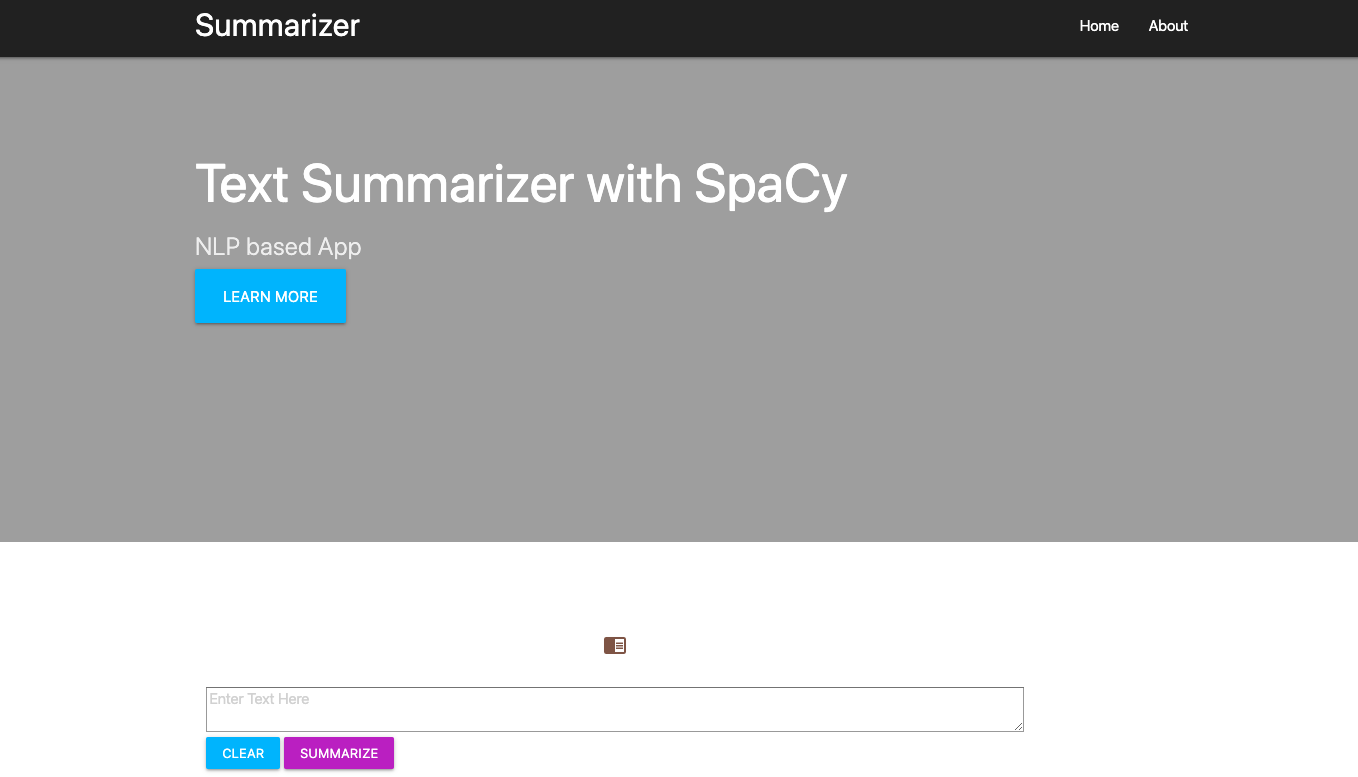 Summarizer
Home About
Text Summarizer with SpaCy
NLP based App
LEARN MORE
Enter Text Here
CLEAR SUMMARIZE